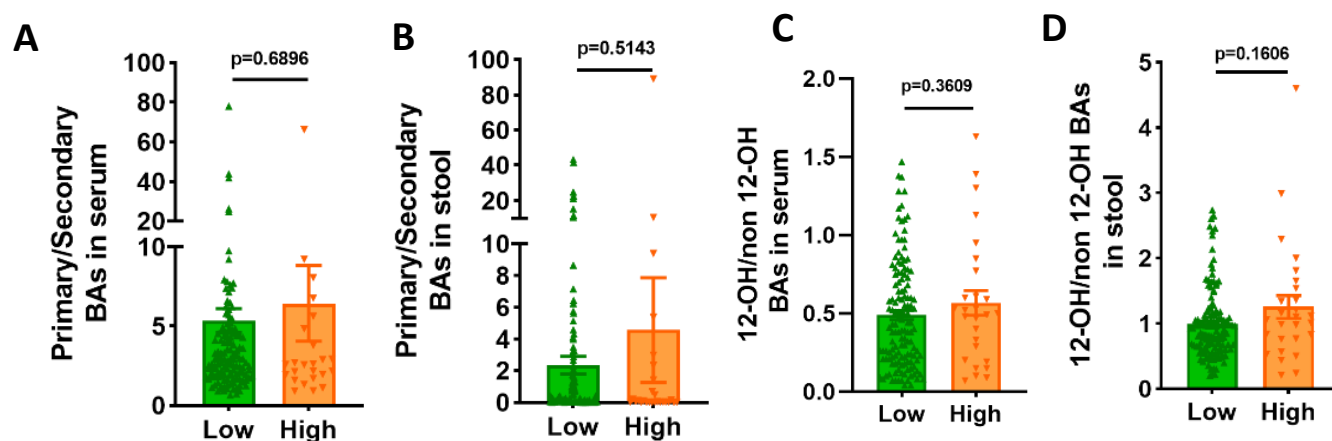 A
p=0.6896
Primary/Secondary
BAs in serum
100
80
60
40
20
10
5
0
Low
High
B
p=0.5143
Primary/Secondary
BAs in stool
100
80
60
40
20
10
8
6
4
2
0
Low
High
C
p=0.3609
12-OH/non 12-OH
BAs in serum
2.0
1.5
1.0
0.5
0.0
Low
High
D
p=0.1606
12-OH/non 12-OH BAs
in stool
5
4
3
2
1
0
Low
High